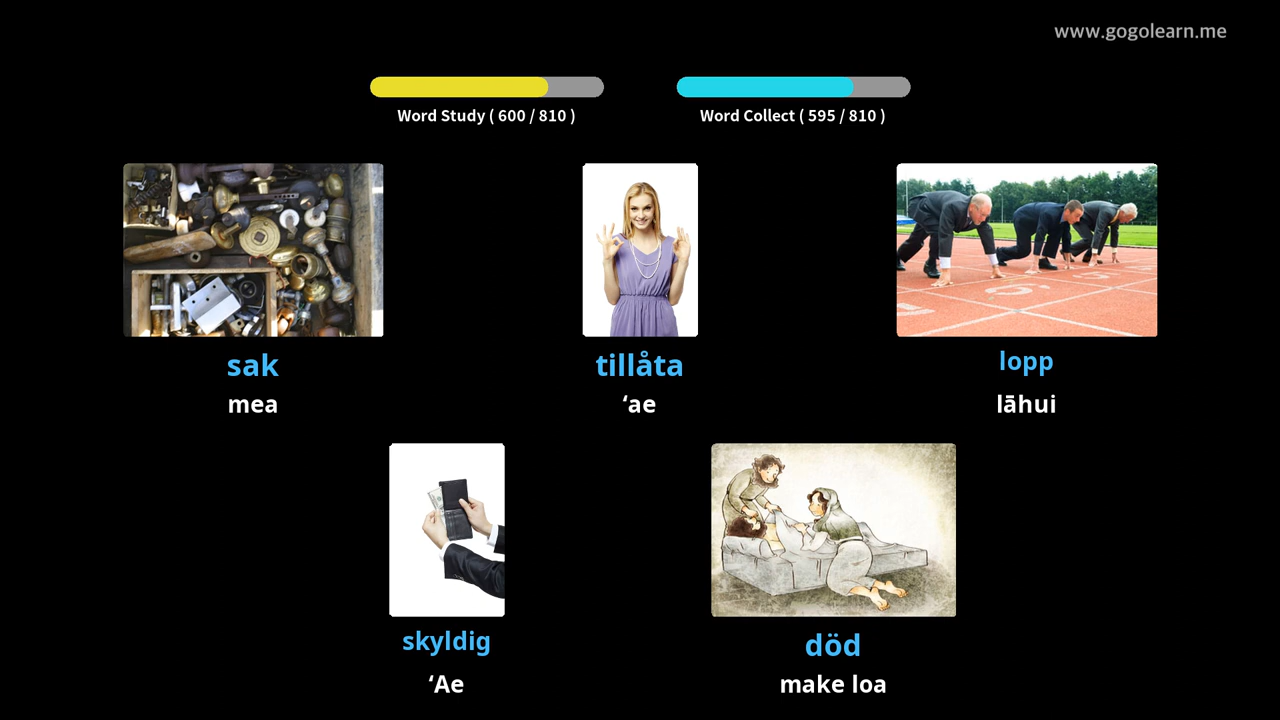 www.gogolearn.me
Word Study ( 600 / 810 )
Word Collect ( 595 / 810 )
sak
mea
tillåta
‘ae
lopp
lāhui
skyldig
‘Ae
död
make loa